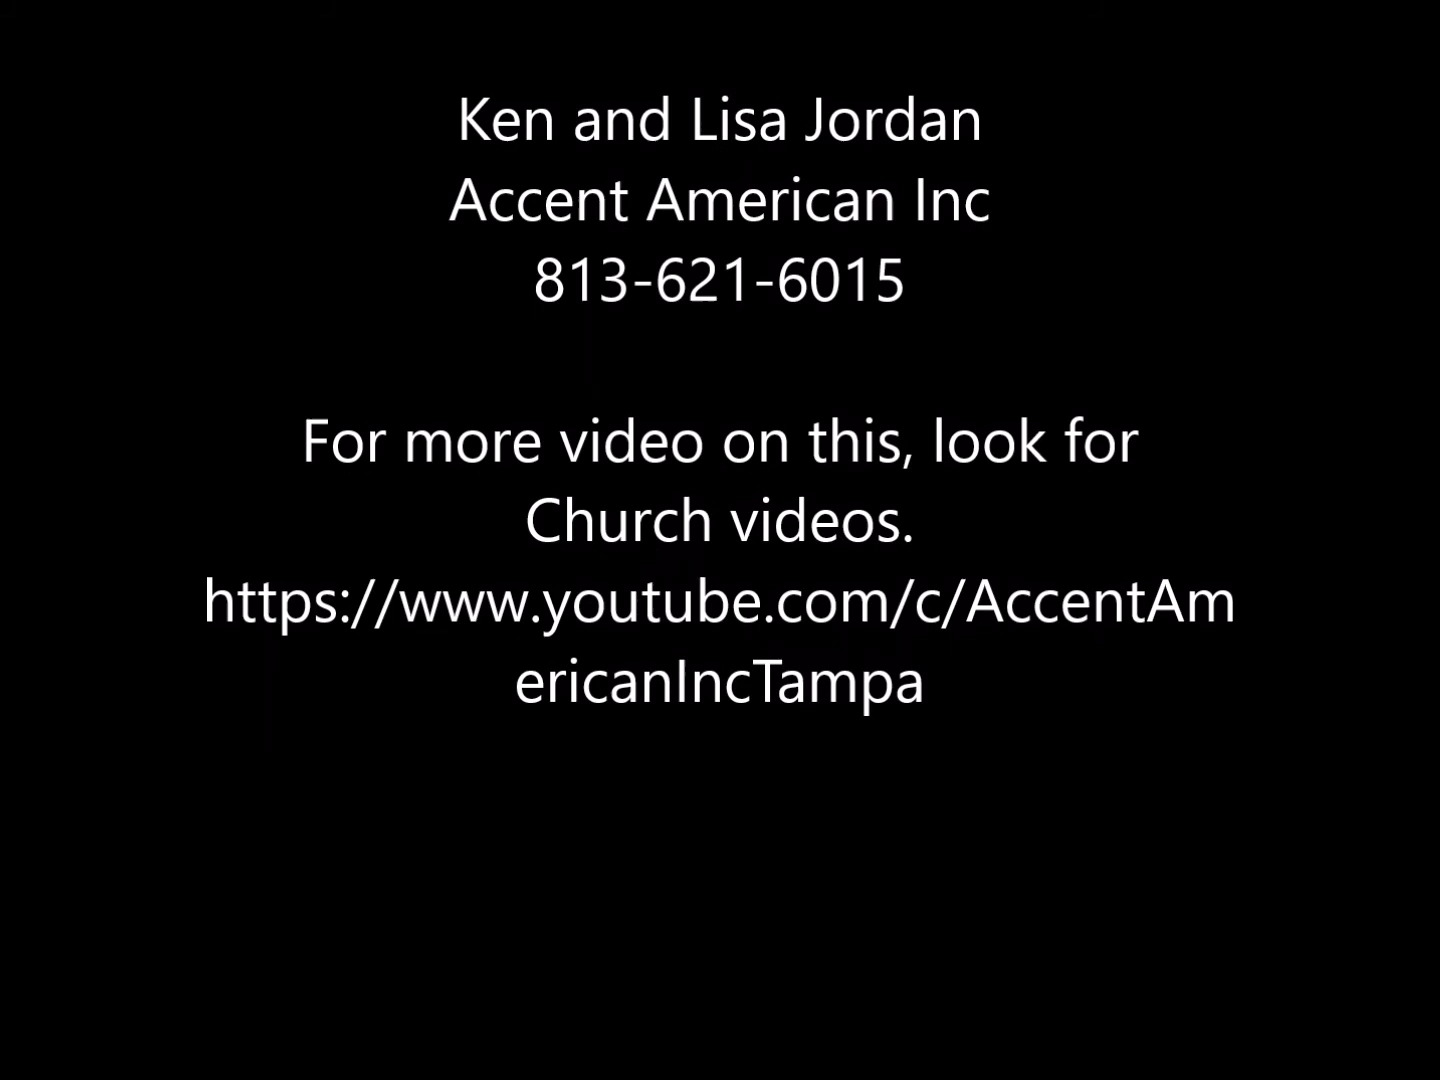 Ken and Lisa Jordan
Accent American Inc
813-621-6015
For more video on this, look for
Church videos.
https://www.youtube.com/c/AccentAm
ericanIncTampa